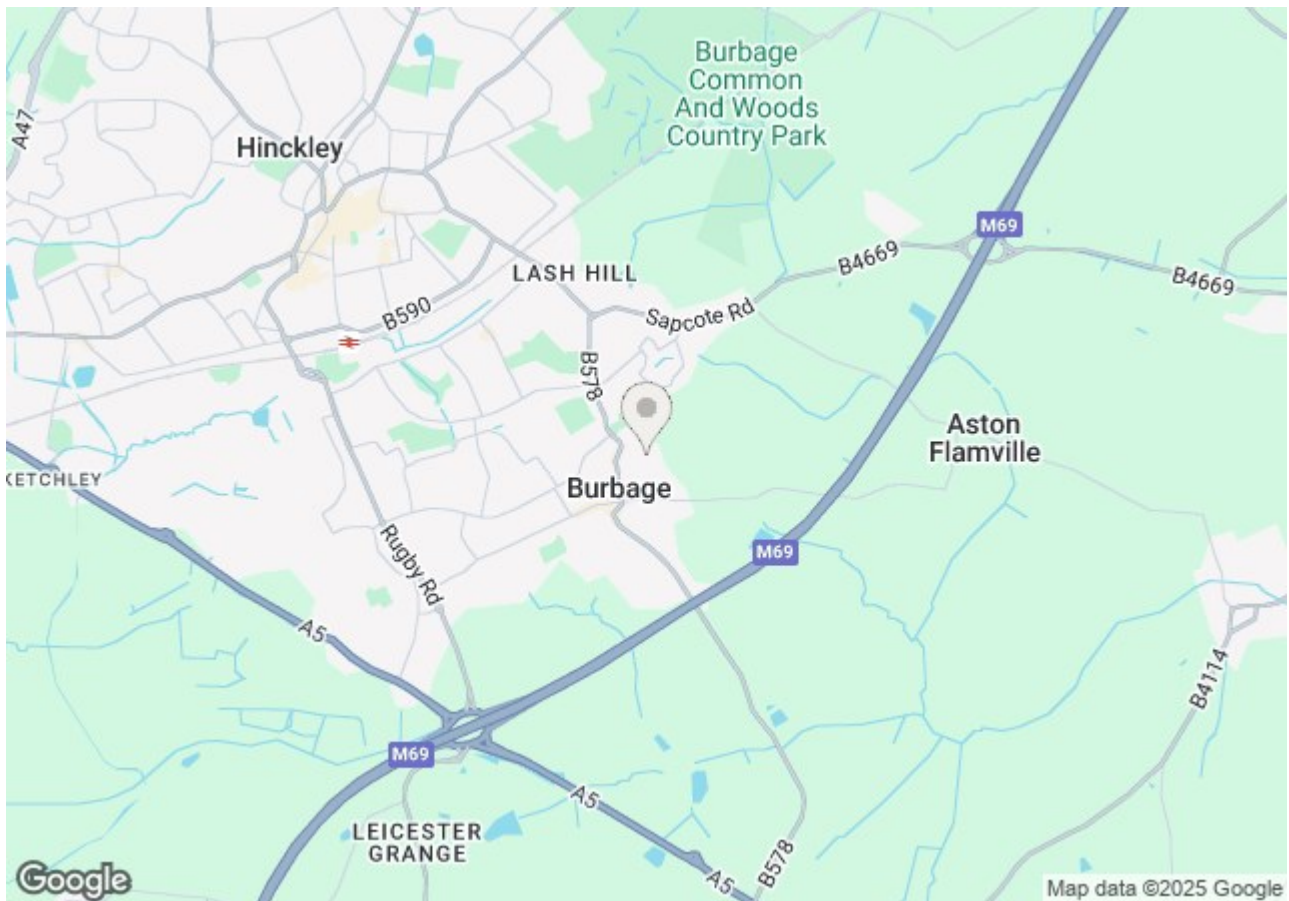 Burbage
Common
And Woods
Country Park
A47
Hinckley
M69
B4669
B4669
LASH HILL
B590
Sapcote Rd
B578
Aston
Flamville
KETCHLEY
Burbage
Rugby Rd
M69
A5
B4114
M69
A5
LEICESTER
GRANGE
B578
A5
Google
Map data ©2025 Google